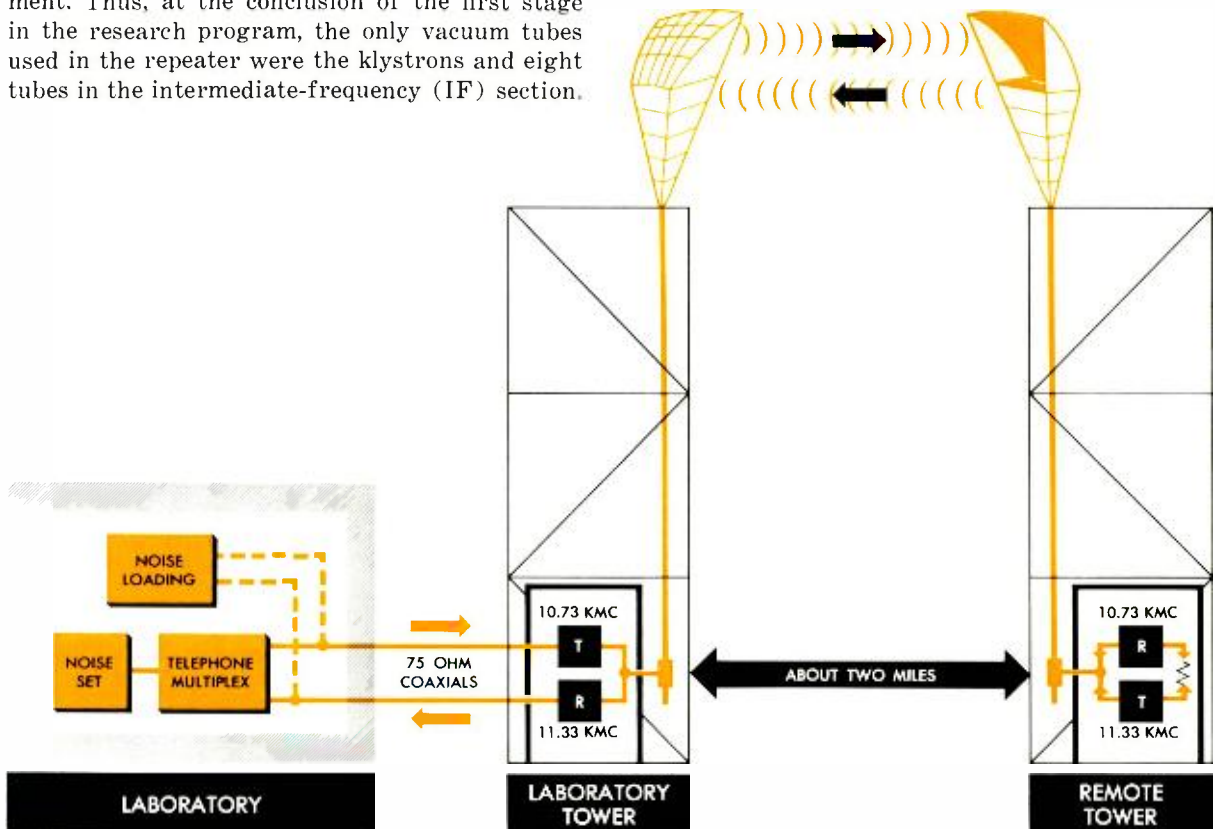 ment. Thus, at the conclusion of the first stage
in the research program, the only vacuum tubes
used in the repeater were the klystrons and eight
tubes in the intermediate-frequency (IF) section.
NOISE
LOADING
NOISE
SET
TELEPHONE
MULTIPLEX
75 OHM
COAXIALS
10.73 KMC
T
R
11.33 KMC
ABOUT TWO MILES
10.73 KMC
R
T
11.33 KMC
LABORATORY
LABORATORY
TOWER
REMOTE
TOWER